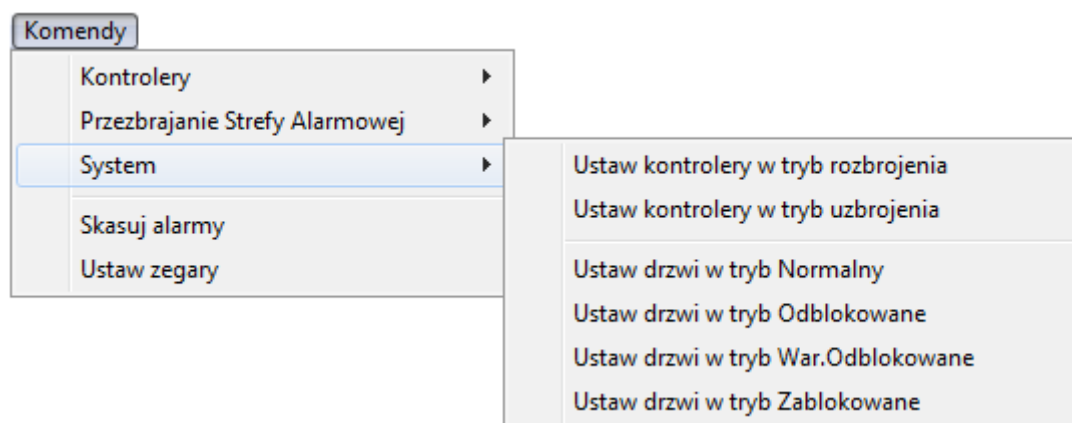 Komendy
Kontrolery
Przezbrajanie Strefy Alarmowej
System
Skasuj alarmy
Ustaw zegary
Ustaw kontrolery w tryb rozbrojenia
Ustaw kontrolery w tryb uzbrojenia
Ustaw drzwi w tryb Normalny
Ustaw drzwi w tryb Odblokowane
Ustaw drzwi w tryb War.Odblokowane
Ustaw drzwi w tryb Zablokowane